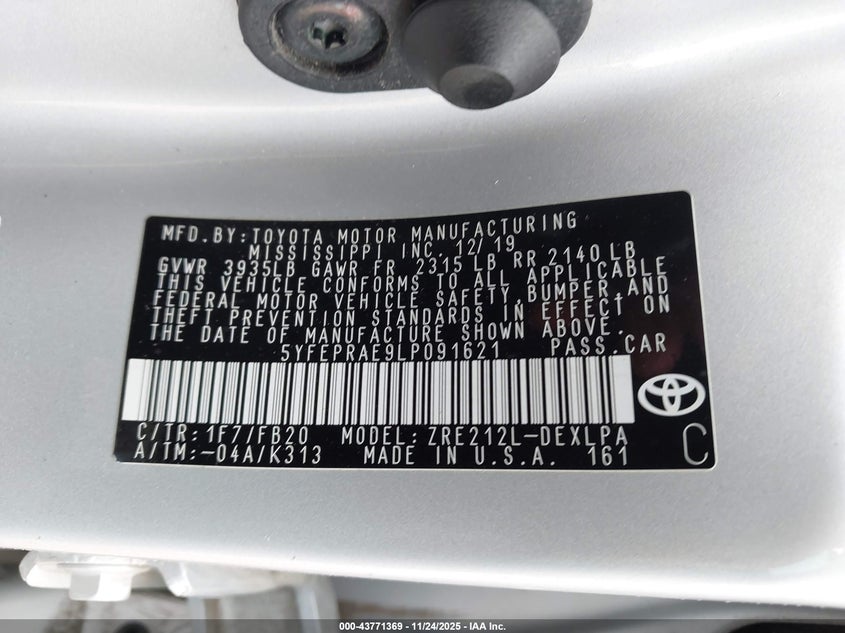 MFD.BY:TOYOTA MOTOR MANUFACTURING
MISSISSIPPI INC. 12/19
GVWR 3935LB GAWR FR 2315 LB RR 2140 LB
THIS VEHICLE CONFORMS TO ALL APPLICABLE
FEDERAL MOTOR VEHICLE SAFETY,BUMPER,AND
THEFT PREVENTION STANDARDS IN EFFECT ON
THE DATE OF MANUFACTURE SHOWN ABOVE.
5YFEPRAE9LP091621 PASS.CAR
C/TR:1F7/FB20 MODEL:ZRE212L-DEXLPA
A/TM:-04A/K313 MADE IN U.S.A. 161
C
000-43771369 - 11/24/2025 - IAA Inc.